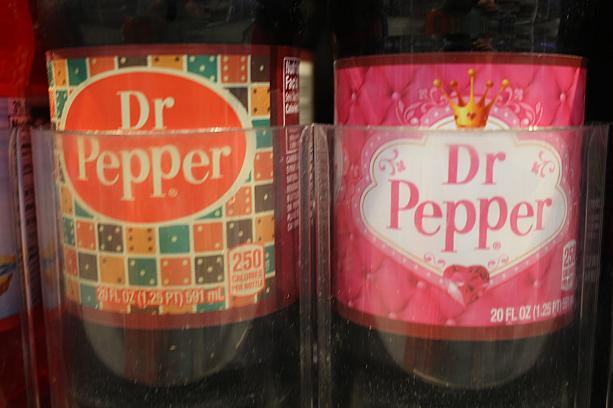 Dr
Pepper
®
250
CALORIES
PER BOTTLE
20 FL OZ (1.25 PT) 591 mL
Dr
Pepper
®
20 FL OZ (1.25 PT)